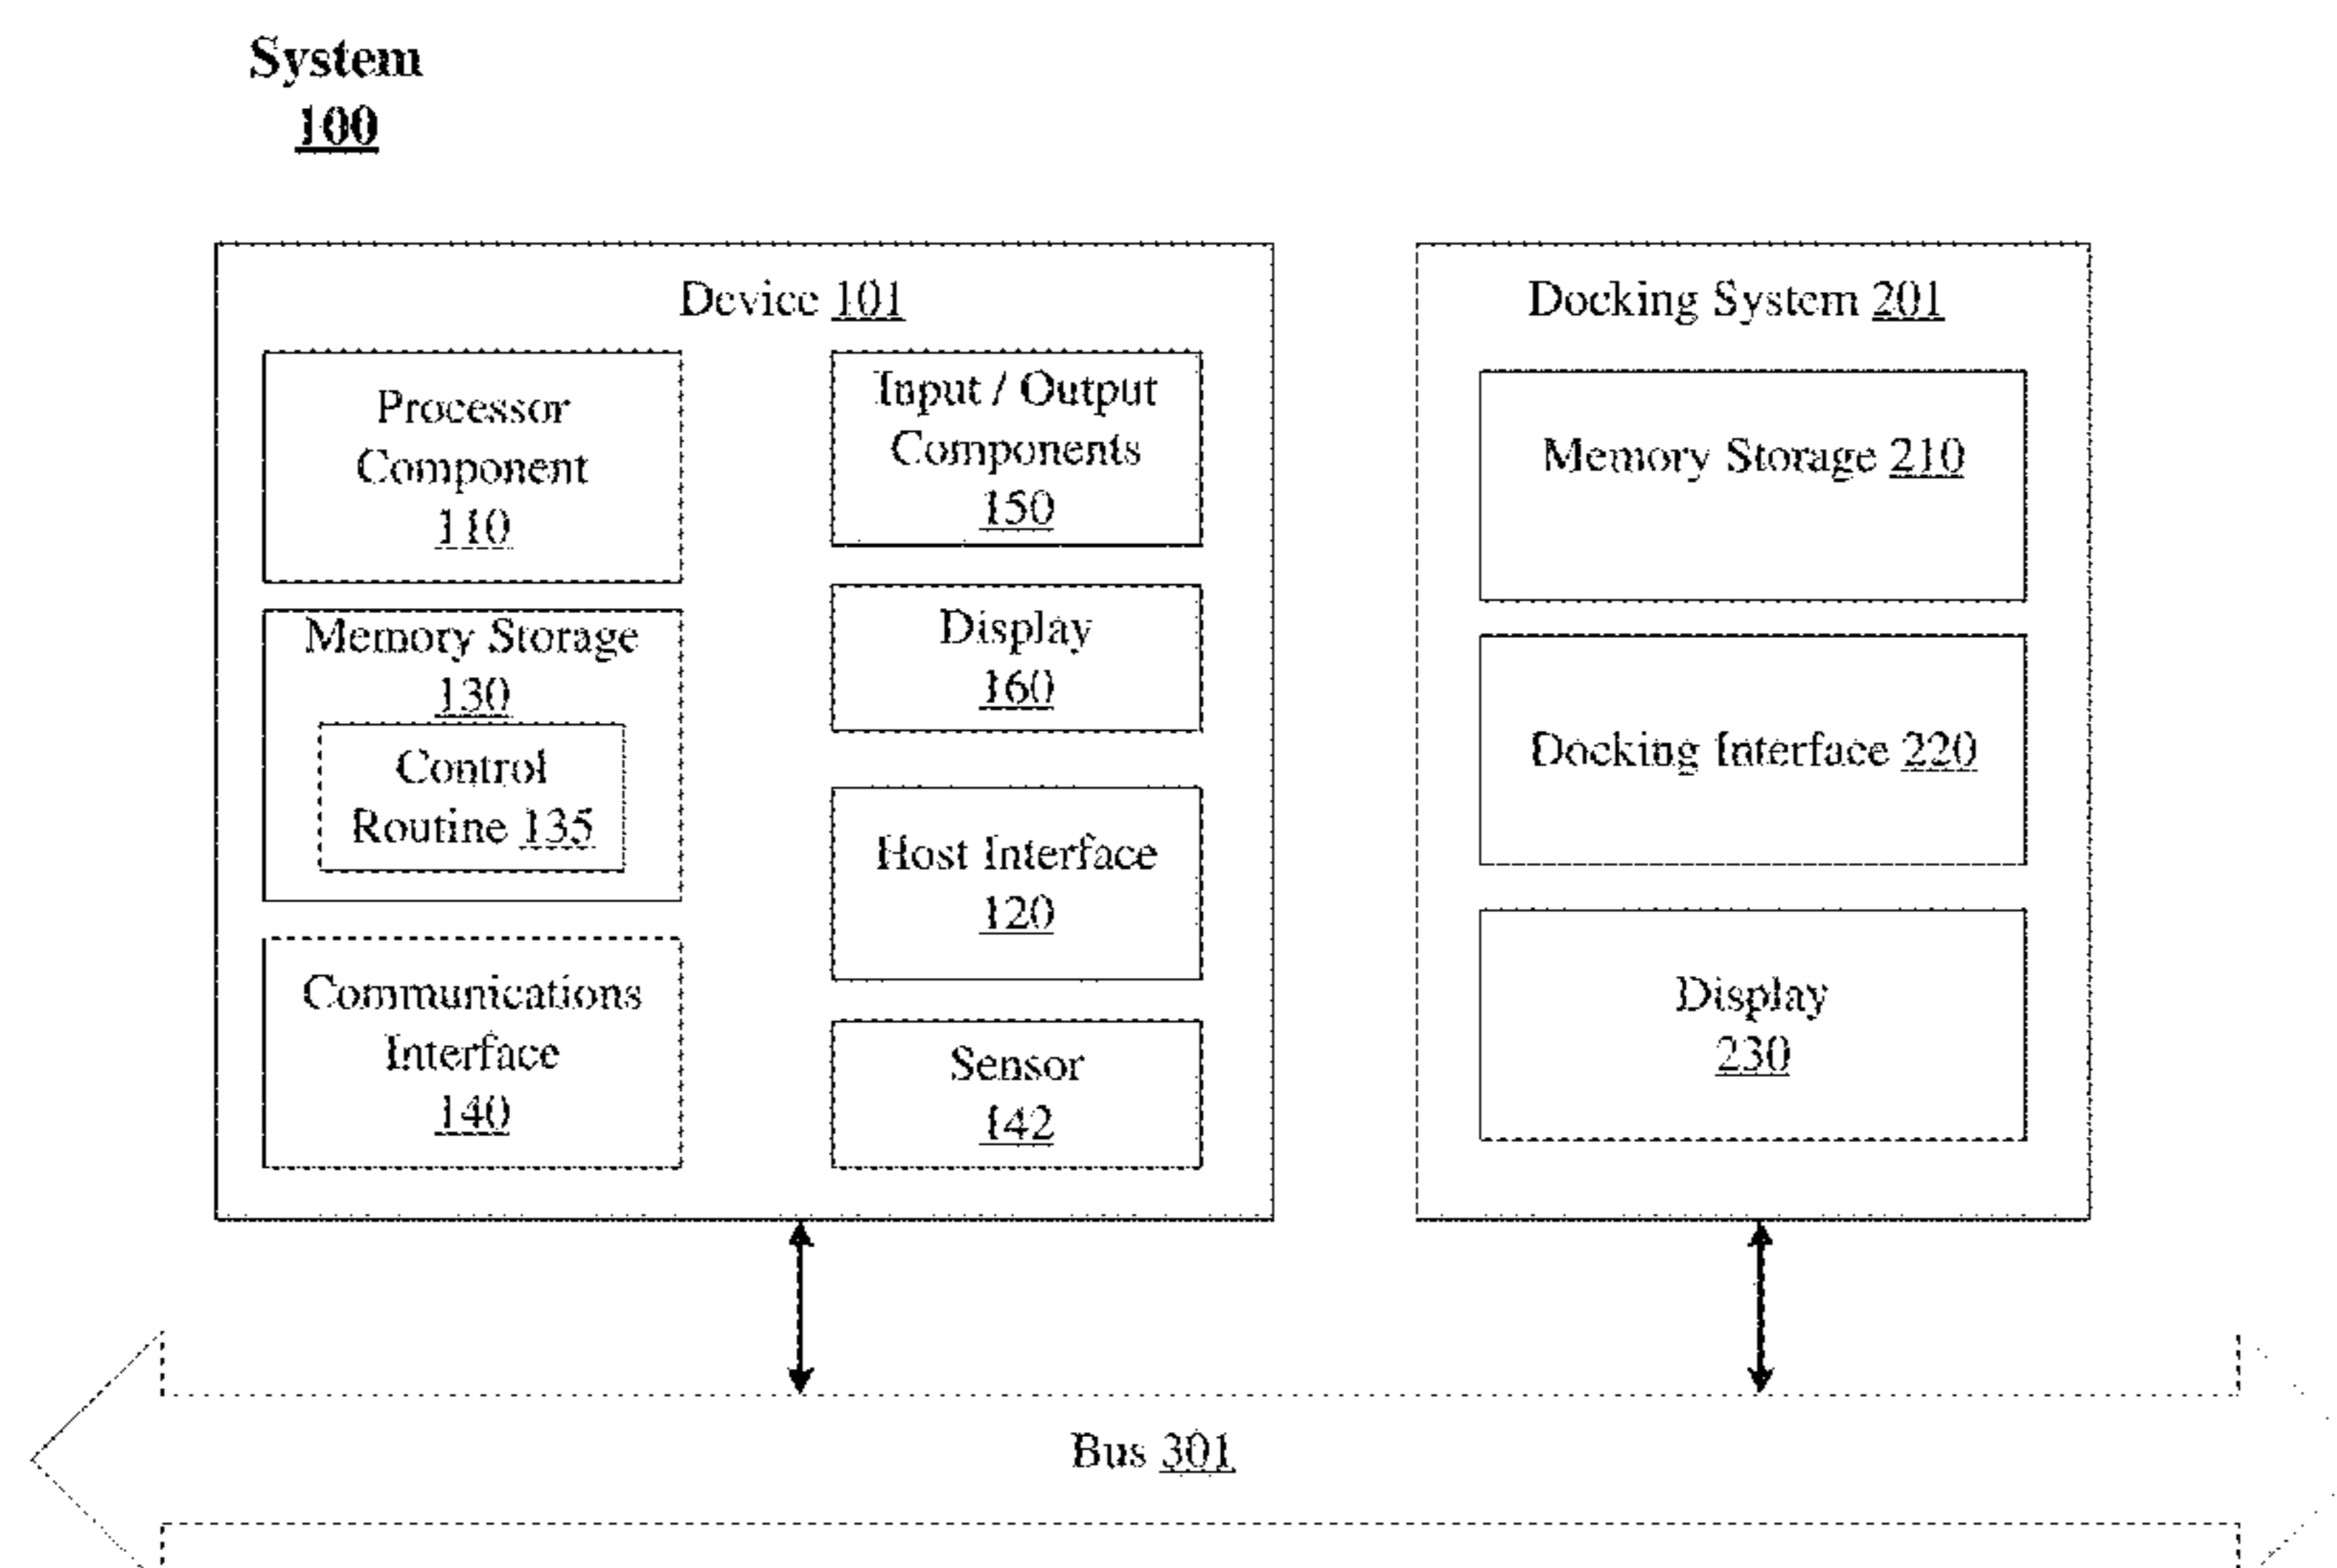 System
100
Device 101
Processor
Component
110
Memory Storage
130
Control
Routine 135
Communications
Interface
140
Input / Output
Components
150
Display
160
Host Interface
120
Sensor
142
Docking System 201
Memory Storage 210
Docking Interface 220
Display
230
Bus 301